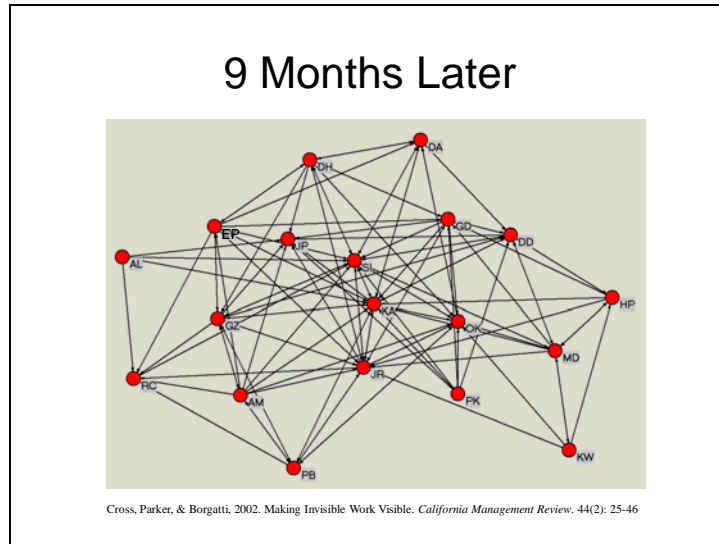 9 Months Later
DA
DH
EP
GD
DD
JP
AL
SL
HP
KA
GZ
OK
MD
JR
RC
AM
PK
KW
PB
Cross, Parker, & Borgatti, 2002. Making Invisible Work Visible. California Management Review. 44(2): 25-46